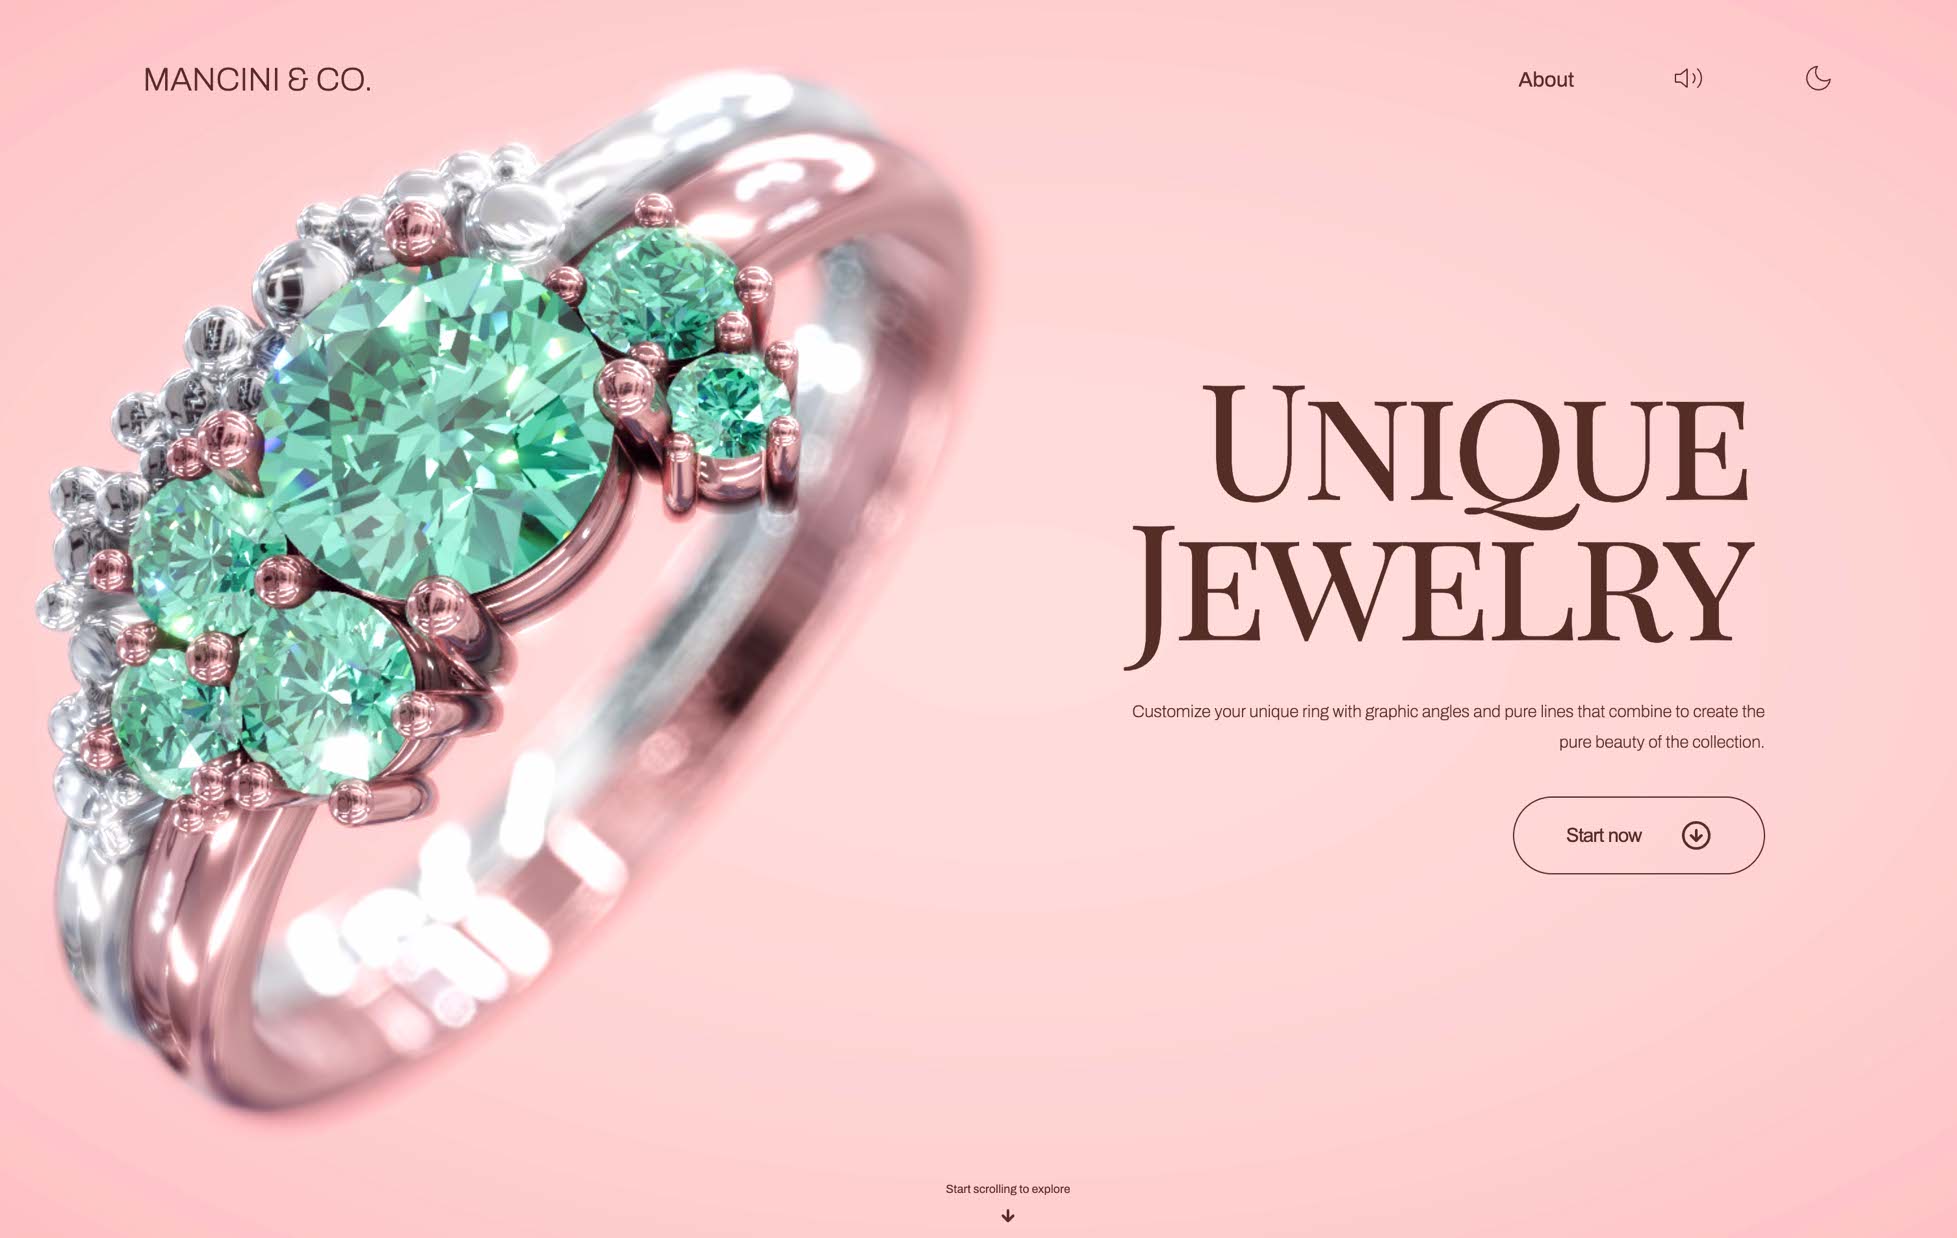 MANCINI & CO.
About
UNIQUE
JEWELRY
Customize your unique ring with graphic angles and pure lines that combine to create the
pure beauty of the collection.
Start now
Start scrolling to explore